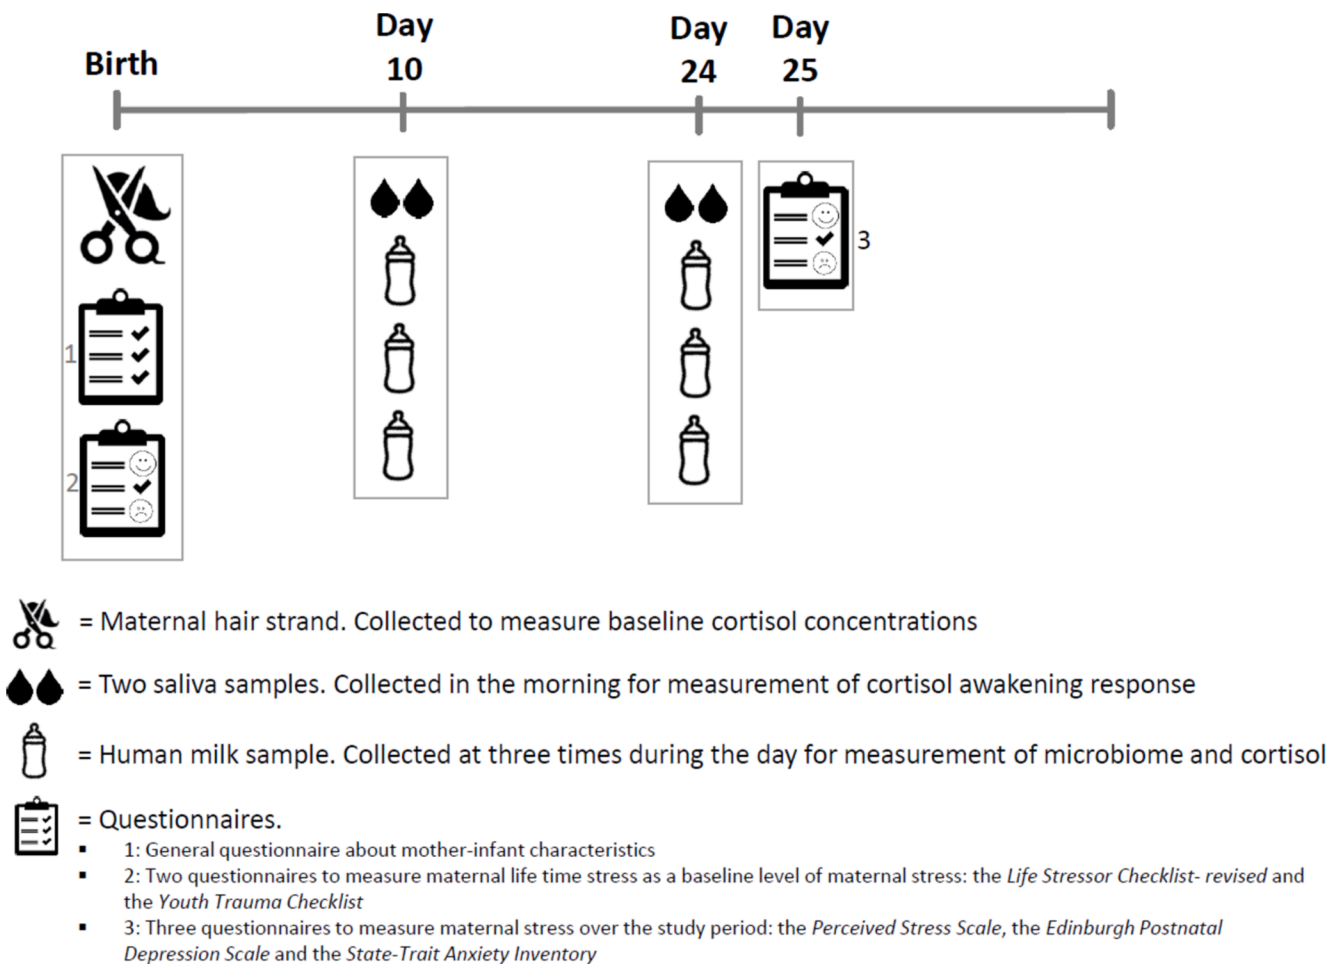 Birth
Day
10
Day
24
Day
25
1
2
3
= Maternal hair strand. Collected to measure baseline cortisol concentrations
= Two saliva samples. Collected in the morning for measurement of cortisol awakening response
= Human milk sample. Collected at three times during the day for measurement of microbiome and cortisol
= Questionnaires.
▪ 1: General questionnaire about mother-infant characteristics
▪ 2: Two questionnaires to measure maternal life time stress as a baseline level of maternal stress: the Life Stressor Checklist- revised and
the Youth Trauma Checklist
▪ 3: Three questionnaires to measure maternal stress over the study period: the Perceived Stress Scale, the Edinburgh Postnatal
Depression Scale and the State-Trait Anxiety Inventory